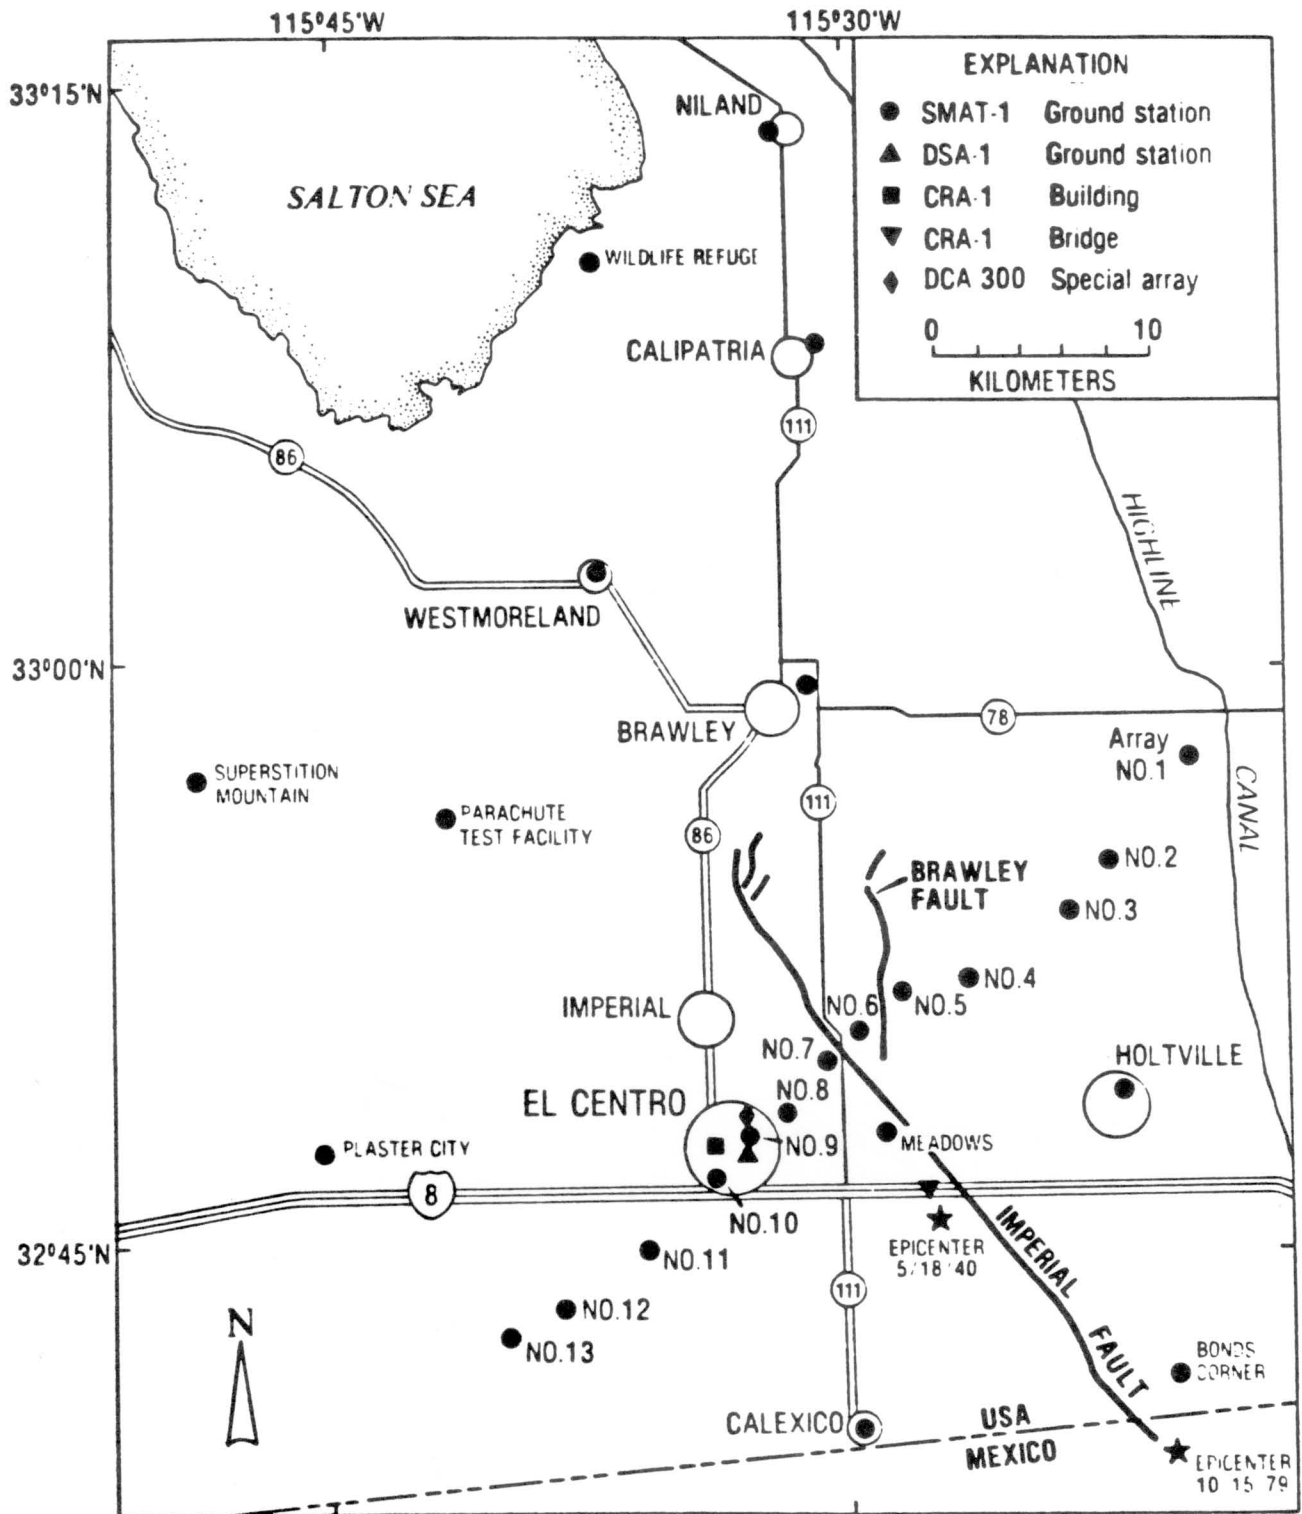 115°45'W
115°30'W
33°15'N
EXPLANATION
SMAT-1 Ground station
DSA-1 Ground station
CRA-1 Building
CRA-1 Bridge
DCA 300 Special array
0 10
KILOMETERS
NILAND
SALTON SEA
WILDLIFE REFUGE
CALIPATRIA
111
86
HIGHLINE
WESTMORELAND
33°00'N
BRAWLEY
78
Array
NO.1
CANAL
SUPERSTITION
MOUNTAIN
PARACHUTE
TEST FACILITY
86
111
NO.2
BRAWLEY
FAULT
NO.3
NO.4
NO.5
NO.6
IMPERIAL
NO.7
HOLTVILLE
NO.8
EL CENTRO
MEADOWS
NO.9
PLASTER CITY
8
NO.10
EPICENTER
5/18/40
IMPERIAL
FAULT
32°45'N
NO.11
111
NO.12
NO.13
N
BONDS
CORNER
CALEXICO
USA
MEXICO
EPICENTER
10 15 79